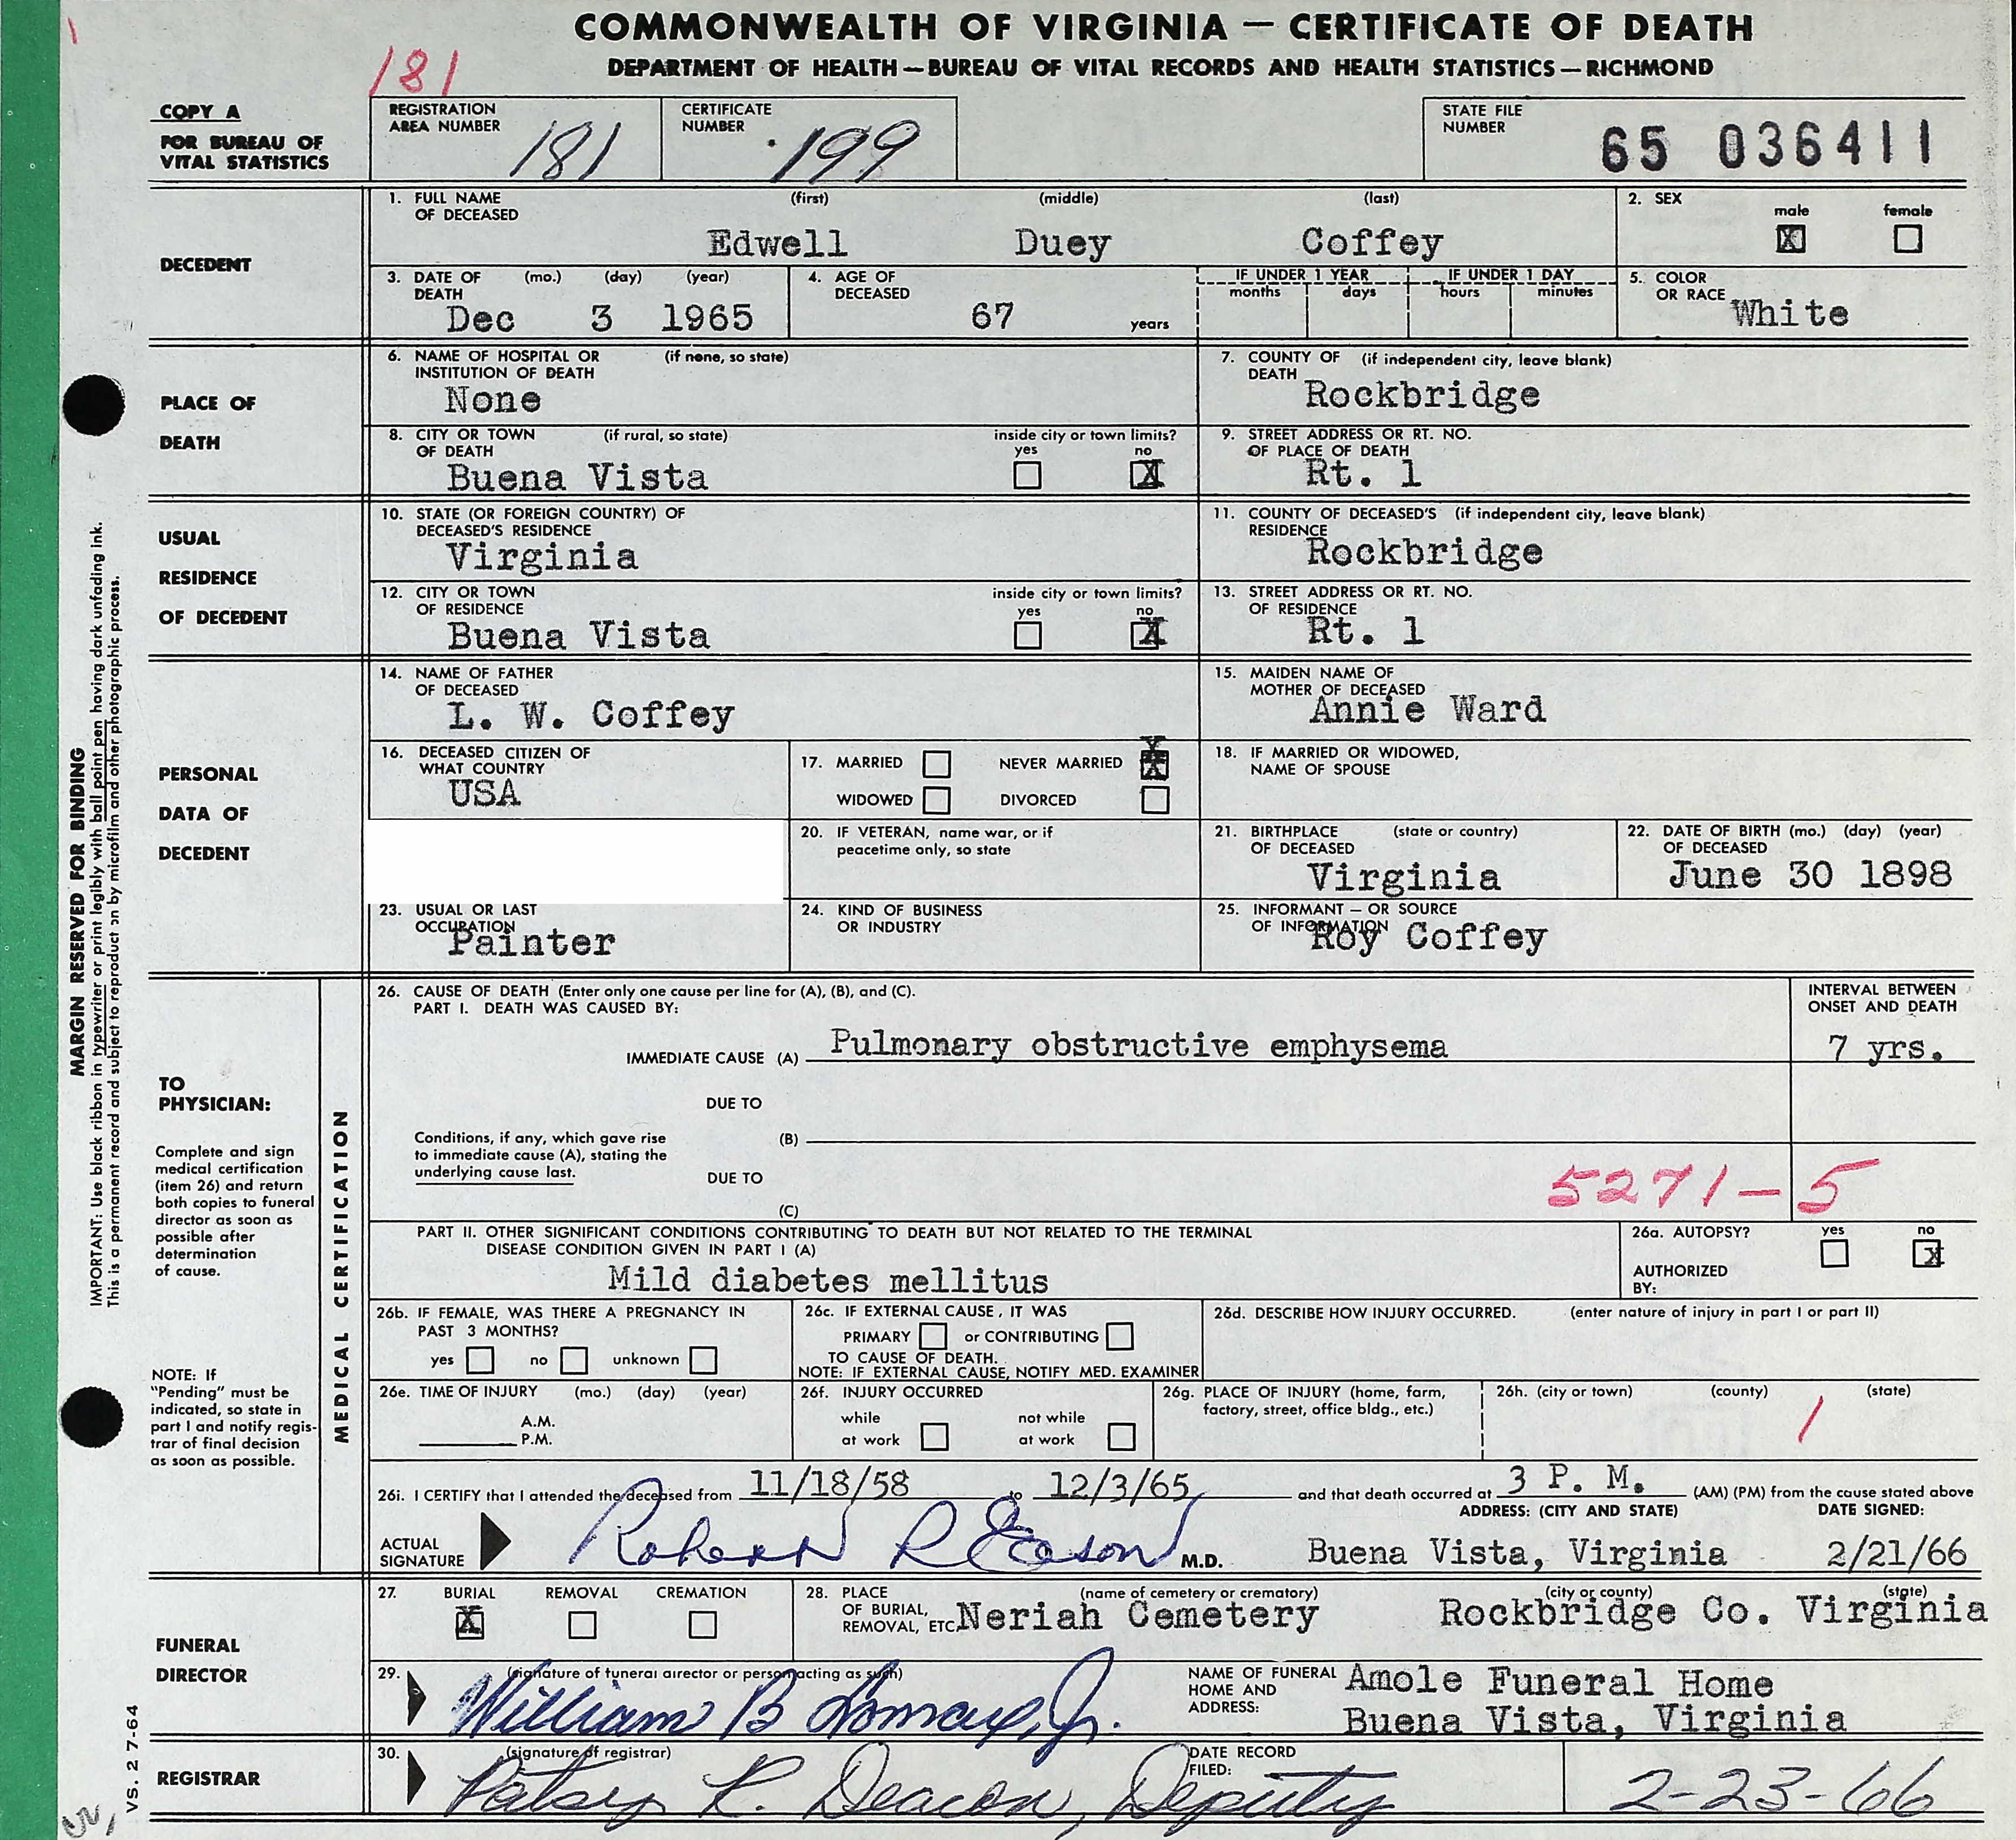 COMMONWEALTH OF VIRGINIA — CERTIFICATE OF DEATH
DEPARTMENT OF HEALTH — BUREAU OF VITAL RECORDS AND HEALTH STATISTICS — RICHMOND
181
COPY A
FOR BUREAU OF
VITAL STATISTICS
REGISTRATION
AREA NUMBER 181
CERTIFICATE
NUMBER 199
STATE FILE
NUMBER 65 036411
DECEDENT
1. FULL NAME (first) (middle) (last)
OF DECEASED
Edwell Duey Coffey
2. SEX
male female
X
3. DATE OF (mo.) (day) (year)
DEATH
Dec 3 1965
4. AGE OF
DECEASED 67 years
IF UNDER 1 YEAR IF UNDER 1 DAY
months days hours minutes
5. COLOR
OR RACE White
PLACE OF
DEATH
6. NAME OF HOSPITAL OR (if none, so state)
INSTITUTION OF DEATH
None
7. COUNTY OF (if independent city, leave blank)
DEATH
Rockbridge
8. CITY OR TOWN (if rural, so state) inside city or town limits?
OF DEATH yes no
Buena Vista X
9. STREET ADDRESS OR RT. NO.
OF PLACE OF DEATH
Rt. 1
USUAL
RESIDENCE
OF DECEDENT
10. STATE (OR FOREIGN COUNTRY) OF
DECEASED'S RESIDENCE
Virginia
11. COUNTY OF DECEASED'S (if independent city, leave blank)
RESIDENCE
Rockbridge
12. CITY OR TOWN inside city or town limits?
OF RESIDENCE yes no
Buena Vista X
13. STREET ADDRESS OR RT. NO.
OF RESIDENCE
Rt. 1
PERSONAL
DATA OF
DECEDENT
14. NAME OF FATHER
OF DECEASED
L. W. Coffey
15. MAIDEN NAME OF
MOTHER OF DECEASED
Annie Ward
16. DECEASED CITIZEN OF
WHAT COUNTRY
USA
17. MARRIED NEVER MARRIED X
WIDOWED DIVORCED
18. IF MARRIED OR WIDOWED,
NAME OF SPOUSE
20. IF VETERAN, name war, or if
peacetime only, so state
21. BIRTHPLACE (state or country)
OF DECEASED
Virginia
22. DATE OF BIRTH (mo.) (day) (year)
OF DECEASED
June 30 1898
23. USUAL OR LAST
OCCUPATION
Painter
24. KIND OF BUSINESS
OR INDUSTRY
25. INFORMANT — OR SOURCE
OF INFORMATION
Roy Coffey
MARGIN RESERVED FOR BINDING
IMPORTANT: Use black ribbon in typewriter or print legibly with ball point pen having dark unfading ink.
This is a permanent record and subject to reproduction by microfilm and other photographic process.
TO
PHYSICIAN:
Complete and sign
medical certification
(item 26) and return
both copies to funeral
director as soon as
possible after
determination
of cause.
NOTE: If
"Pending" must be
indicated, so state in
part I and notify regis-
trar of final decision
as soon as possible.
MEDICAL CERTIFICATION
26. CAUSE OF DEATH (Enter only one cause per line for (A), (B), and (C).
PART I. DEATH WAS CAUSED BY:
INTERVAL BETWEEN
ONSET AND DEATH
IMMEDIATE CAUSE (A) Pulmonary obstructive emphysema 7 yrs.
DUE TO
Conditions, if any, which gave rise (B)
to immediate cause (A), stating the
underlying cause last. DUE TO
5271-5
(C)
PART II. OTHER SIGNIFICANT CONDITIONS CONTRIBUTING TO DEATH BUT NOT RELATED TO THE TERMINAL
DISEASE CONDITION GIVEN IN PART I (A)
Mild diabetes mellitus
26a. AUTOPSY? yes no
X
AUTHORIZED
BY:
26b. IF FEMALE, WAS THERE A PREGNANCY IN
PAST 3 MONTHS?
yes no unknown
26c. IF EXTERNAL CAUSE, IT WAS
PRIMARY or CONTRIBUTING
TO CAUSE OF DEATH.
NOTE: IF EXTERNAL CAUSE, NOTIFY MED. EXAMINER
26d. DESCRIBE HOW INJURY OCCURRED. (enter nature of injury in part I or part II)
26e. TIME OF INJURY (mo.) (day) (year)
A.M.
P.M.
26f. INJURY OCCURRED
while not while
at work at work
26g. PLACE OF INJURY (home, farm,
factory, street, office bldg., etc.)
26h. (city or town) (county) (state)
1
26i. I CERTIFY that I attended the deceased from 11/18/58 to 12/3/65 and that death occurred at 3 P. M. (AM) (PM) from the cause stated above
ADDRESS: (CITY AND STATE) DATE SIGNED:
ACTUAL
SIGNATURE M.D. Buena Vista, Virginia 2/21/66
FUNERAL
DIRECTOR
27. BURIAL REMOVAL CREMATION
X
28. PLACE (name of cemetery or crematory) (city or county) (state)
OF BURIAL,
REMOVAL, ETC. Neriah Cemetery Rockbridge Co. Virginia
29. (signature of funeral director or person acting as such)
William B Lomax, Jr.
NAME OF FUNERAL
HOME AND
ADDRESS:
Amole Funeral Home
Buena Vista, Virginia
REGISTRAR
30. (signature of registrar)
Patsy R. Deacon, Deputy
DATE RECORD
FILED: 2-23-66
VS. 2 7-64